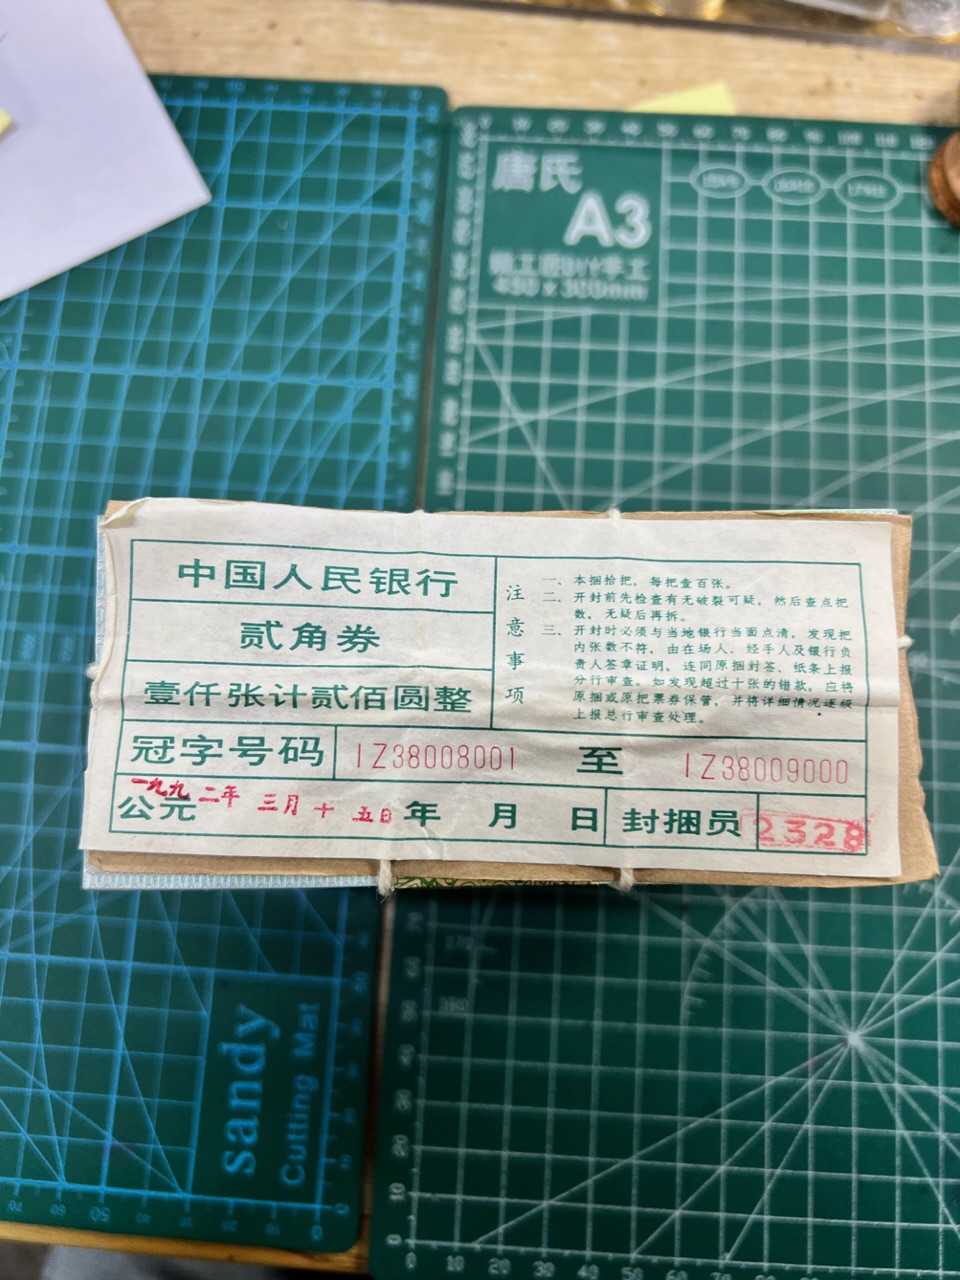 唐氏
A3
中国人民银行
贰角券
壹仟张计贰佰圆整
冠字号码
IZ38008001 至 IZ38009000
一九九二年 三月十五日
公元 年 月 日
封捆员
2328
注意事项
一、本捆拾把，每把壹百张。
二、开封前先检查有无破裂可疑，然后查点把
数，无疑后再拆。
三、开封时必须与当地银行当面点清，发现把
内张数不符，由在场人、经手人及银行负
责人签章证明，连同原捆封签、纸条上报
分行审查。如发现超过十张的错款，应将
原捆或原把票券保管，并将详细情况逐级
上报总行审查处理。
sandy
Cutting Mat